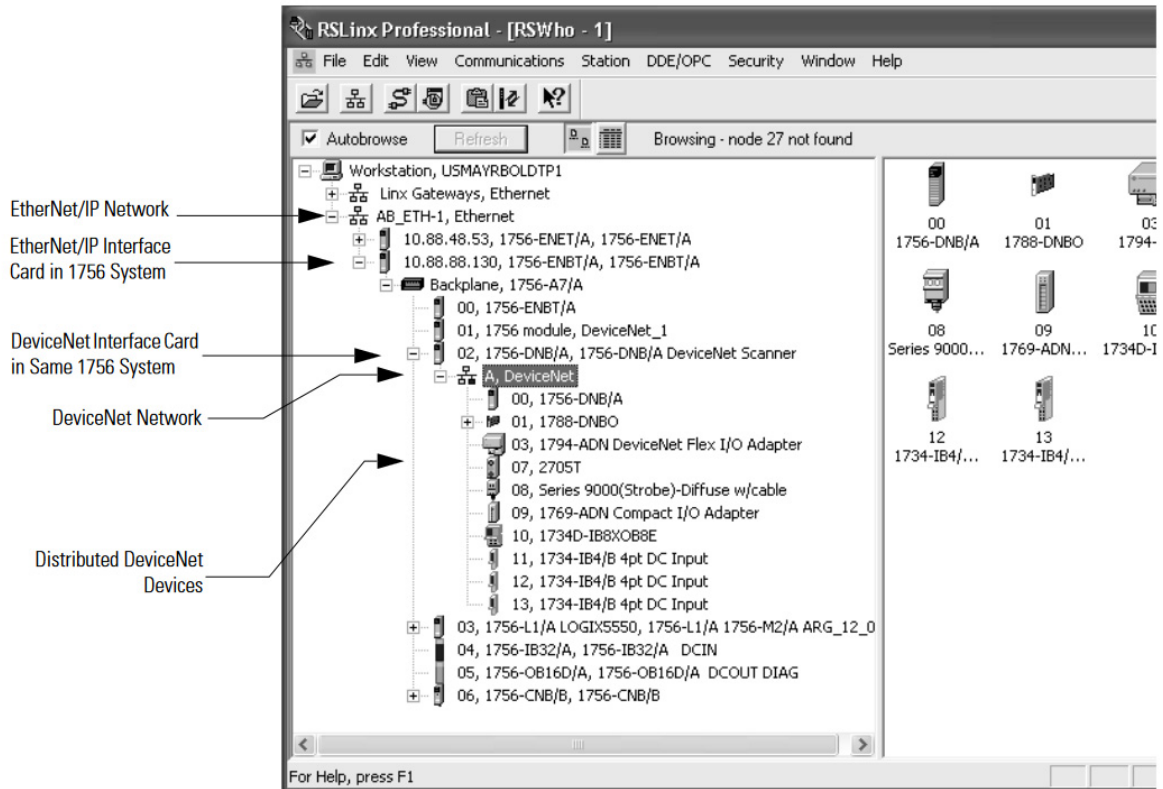 RSLinx Professional - [RSWho - 1]
File Edit View Communications Station DDE/OPC Security Window Help
Autobrowse Refresh Browsing - node 27 not found
Workstation, USMAYRBOLDTP1
Linx Gateways, Ethernet
EtherNet/IP Network
AB_ETH-1, Ethernet
EtherNet/IP Interface
Card in 1756 System
10.88.48.53, 1756-ENET/A, 1756-ENET/A
10.88.88.130, 1756-ENBT/A, 1756-ENBT/A
Backplane, 1756-A7/A
00, 1756-ENBT/A
01, 1756 module, DeviceNet_1
DeviceNet Interface Card
in Same 1756 System
02, 1756-DNB/A, 1756-DNB/A DeviceNet Scanner
A, DeviceNet
DeviceNet Network
00, 1756-DNB/A
01, 1788-DNBO
03, 1794-ADN DeviceNet Flex I/O Adapter
07, 2705T
08, Series 9000(Strobe)-Diffuse w/cable
09, 1769-ADN Compact I/O Adapter
10, 1734D-IB8XOB8E
Distributed DeviceNet
Devices
11, 1734-IB4/B 4pt DC Input
12, 1734-IB4/B 4pt DC Input
13, 1734-IB4/B 4pt DC Input
03, 1756-L1/A LOGIX5550, 1756-L1/A 1756-M2/A ARG_12_0
04, 1756-IB32/A, 1756-IB32/A DCIN
05, 1756-OB16D/A, 1756-OB16D/A DCOUT DIAG
06, 1756-CNB/B, 1756-CNB/B
00 01 03
1756-DNB/A 1788-DNBO 1794-
08 09 10
Series 9000... 1769-ADN... 1734D-I
12 13
1734-IB4/... 1734-IB4/...
For Help, press F1